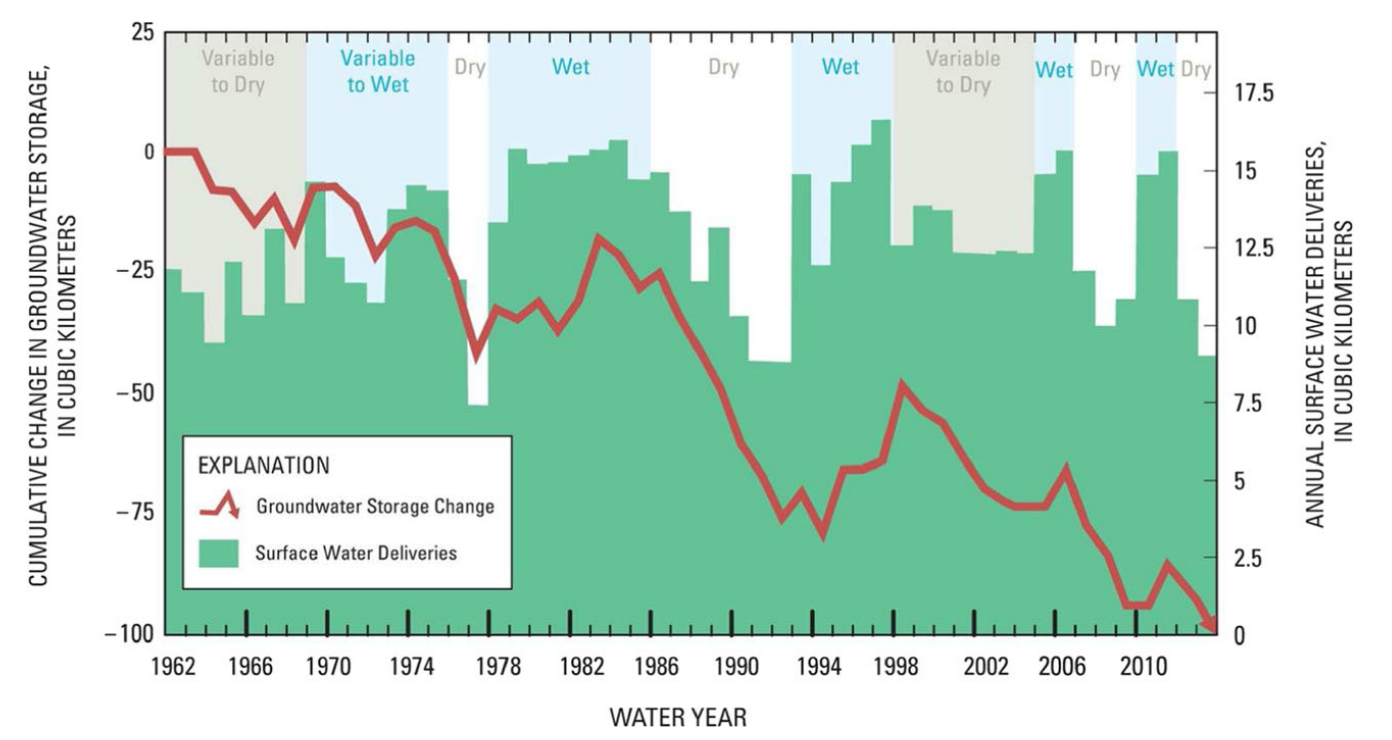 CUMULATIVE CHANGE IN GROUNDWATER STORAGE,
IN CUBIC KILOMETERS
25
0
−25
−50
−75
−100
Variable
to Dry
Variable
to Wet
Dry
Wet
Dry
Wet
Variable
to Dry
Wet
Dry
Wet
Dry
EXPLANATION
Groundwater Storage Change
Surface Water Deliveries
17.5
15
12.5
10
7.5
5
2.5
0
ANNUAL SURFACE WATER DELIVERIES,
IN CUBIC KILOMETERS
1962 1966 1970 1974 1978 1982 1986 1990 1994 1998 2002 2006 2010
WATER YEAR